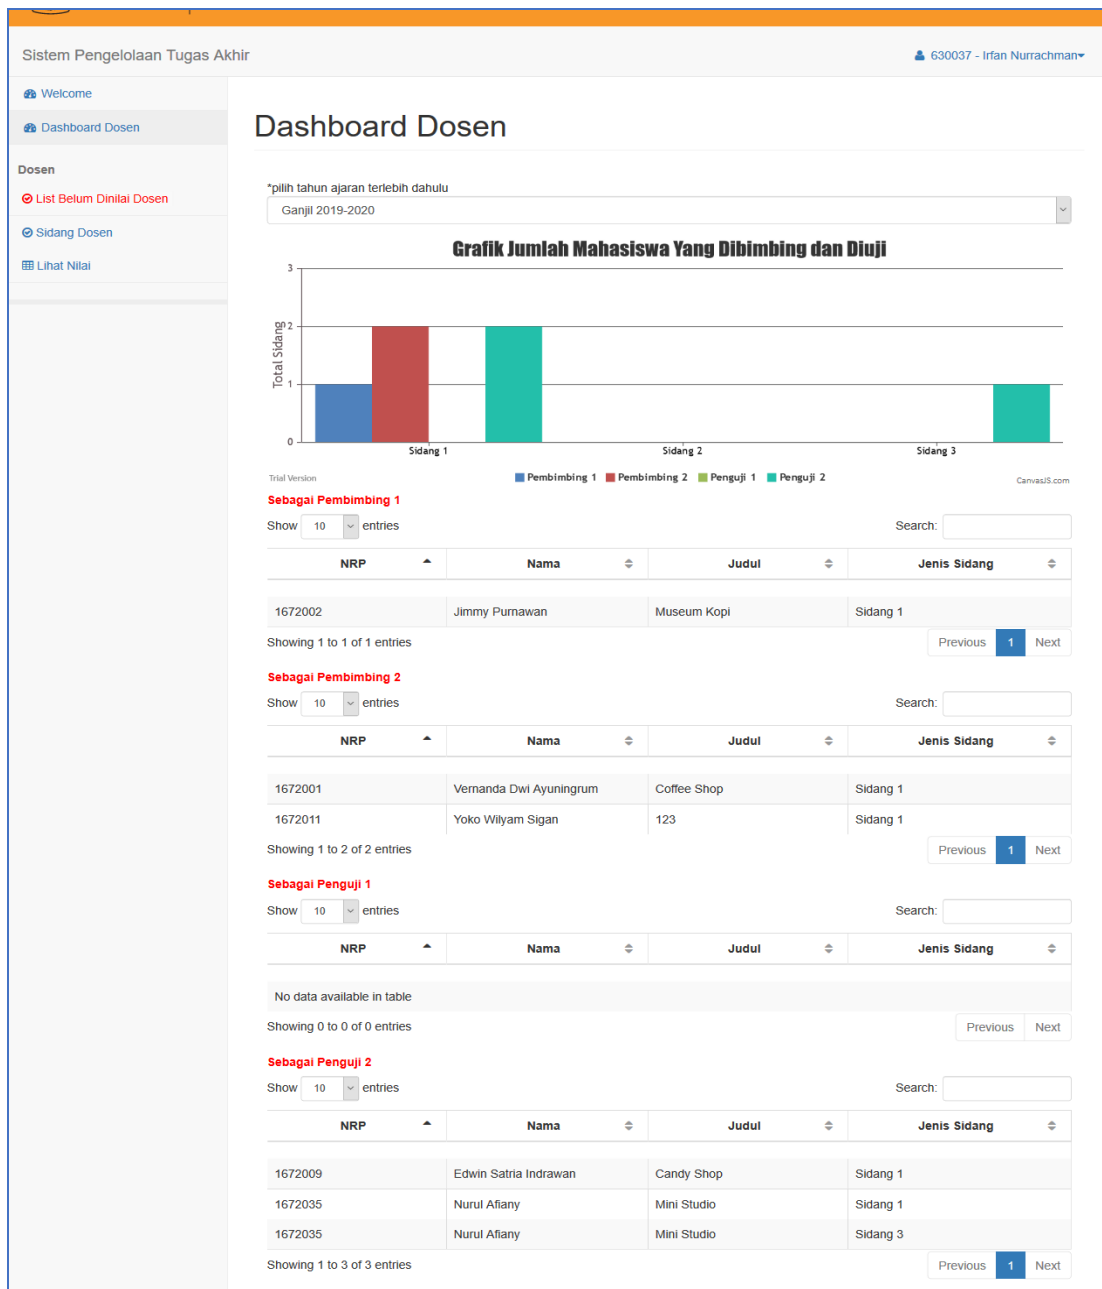 Sistem Pengelolaan Tugas Akhir
630037 - Irfan Nurrachman
Welcome
Dashboard Dosen
Dosen
List Belum Dinilai Dosen
Sidang Dosen
Lihat Nilai
Dashboard Dosen
*pilih tahun ajaran terlebih dahulu
Ganjil 2019-2020
Grafik Jumlah Mahasiswa Yang Dibimbing dan Diuji
Total Sidang
3
2
1
0
Sidang 1 Sidang 2 Sidang 3
Pembimbing 1 Pembimbing 2 Penguji 1 Penguji 2
Trial Version
CanvasJS.com
Sebagai Pembimbing 1
Show 10 entries Search:
NRP Nama Judul Jenis Sidang
1672002 Jimmy Purnawan Museum Kopi Sidang 1
Showing 1 to 1 of 1 entries Previous 1 Next
Sebagai Pembimbing 2
Show 10 entries Search:
NRP Nama Judul Jenis Sidang
1672001 Vernanda Dwi Ayuningrum Coffee Shop Sidang 1
1672011 Yoko Wilyam Sigan 123 Sidang 1
Showing 1 to 2 of 2 entries Previous 1 Next
Sebagai Penguji 1
Show 10 entries Search:
NRP Nama Judul Jenis Sidang
No data available in table
Showing 0 to 0 of 0 entries Previous Next
Sebagai Penguji 2
Show 10 entries Search:
NRP Nama Judul Jenis Sidang
1672009 Edwin Satria Indrawan Candy Shop Sidang 1
1672035 Nurul Afiany Mini Studio Sidang 1
1672035 Nurul Afiany Mini Studio Sidang 3
Showing 1 to 3 of 3 entries Previous 1 Next